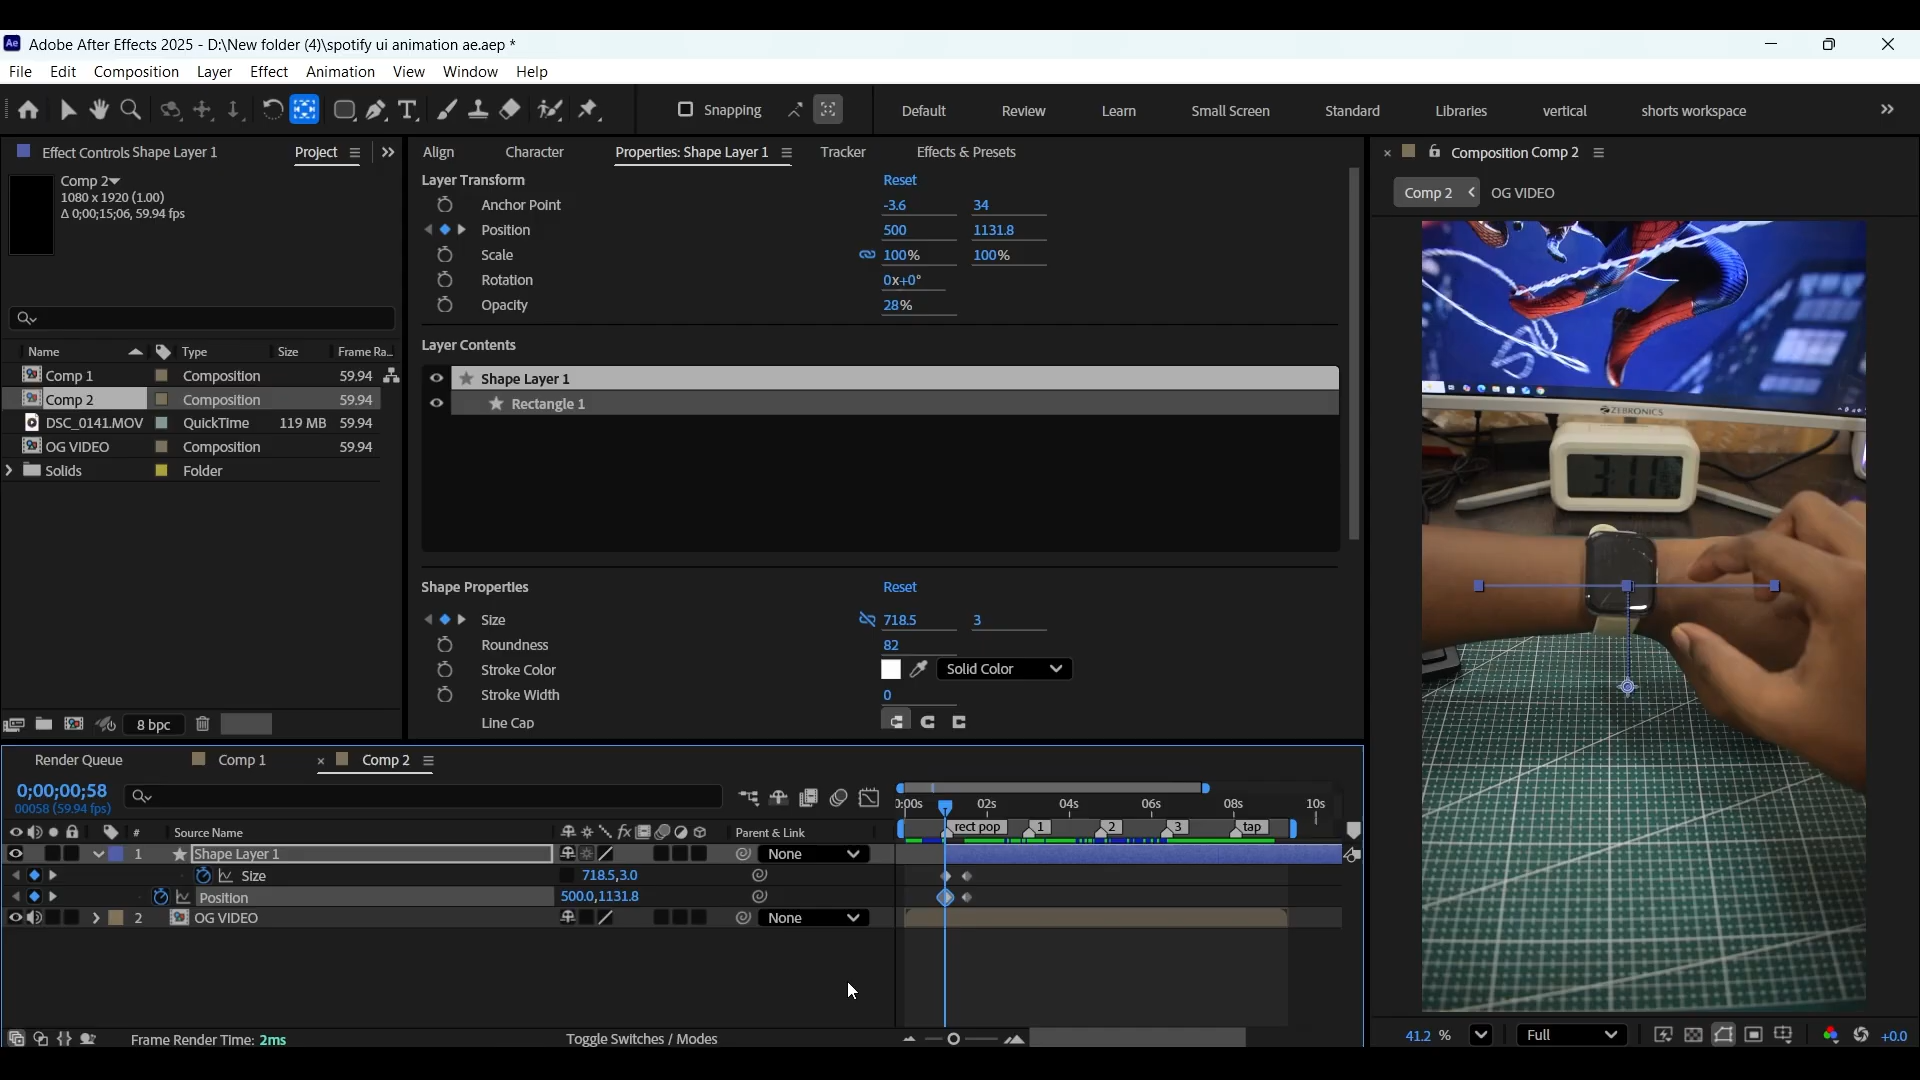 Adobe After Effects 2025 - D:\New folder (4)\spotify ui animation ae.aep *
File Edit Composition Layer Effect Animation View Window Help
Snapping Default Review Learn Small Screen Standard Libraries vertical shorts workspace
Effect Controls Shape Layer 1 Project
Align Character Properties: Shape Layer 1 Tracker Effects & Presets
Composition Comp 2
Comp 2
1080 x 1920 (1.00)
Δ 0;00;15;06, 59.94 fps
Layer Transform Reset
Anchor Point -3.6 34
Position 500 1131.8
Scale 100% 100%
Rotation 0x+0°
Opacity 28%
Comp 2 OG VIDEO
Name Type Size Frame Ra...
Comp 1 Composition 59.94
Comp 2 Composition 59.94
DSC_0141.MOV QuickTime 119 MB 59.94
OG VIDEO Composition 59.94
Solids Folder
Layer Contents
Shape Layer 1
Rectangle 1
Shape Properties Reset
Size 718.5 3
Roundness 82
Stroke Color Solid Color
Stroke Width 0
Line Cap
ZEBRONICS
8 bpc
Render Queue Comp 1 Comp 2
0;00;00;58
00058 (59.94 fps)
0:00s 02s 04s 06s 08s 10s
rect pop 1 2 3 tap
# Source Name fx Parent & Link
1 Shape Layer 1 None
Size 718.5,3.0
Position 500.0,1131.8
2 OG VIDEO None
Frame Render Time: 2ms Toggle Switches / Modes
41.2 % Full +0.0